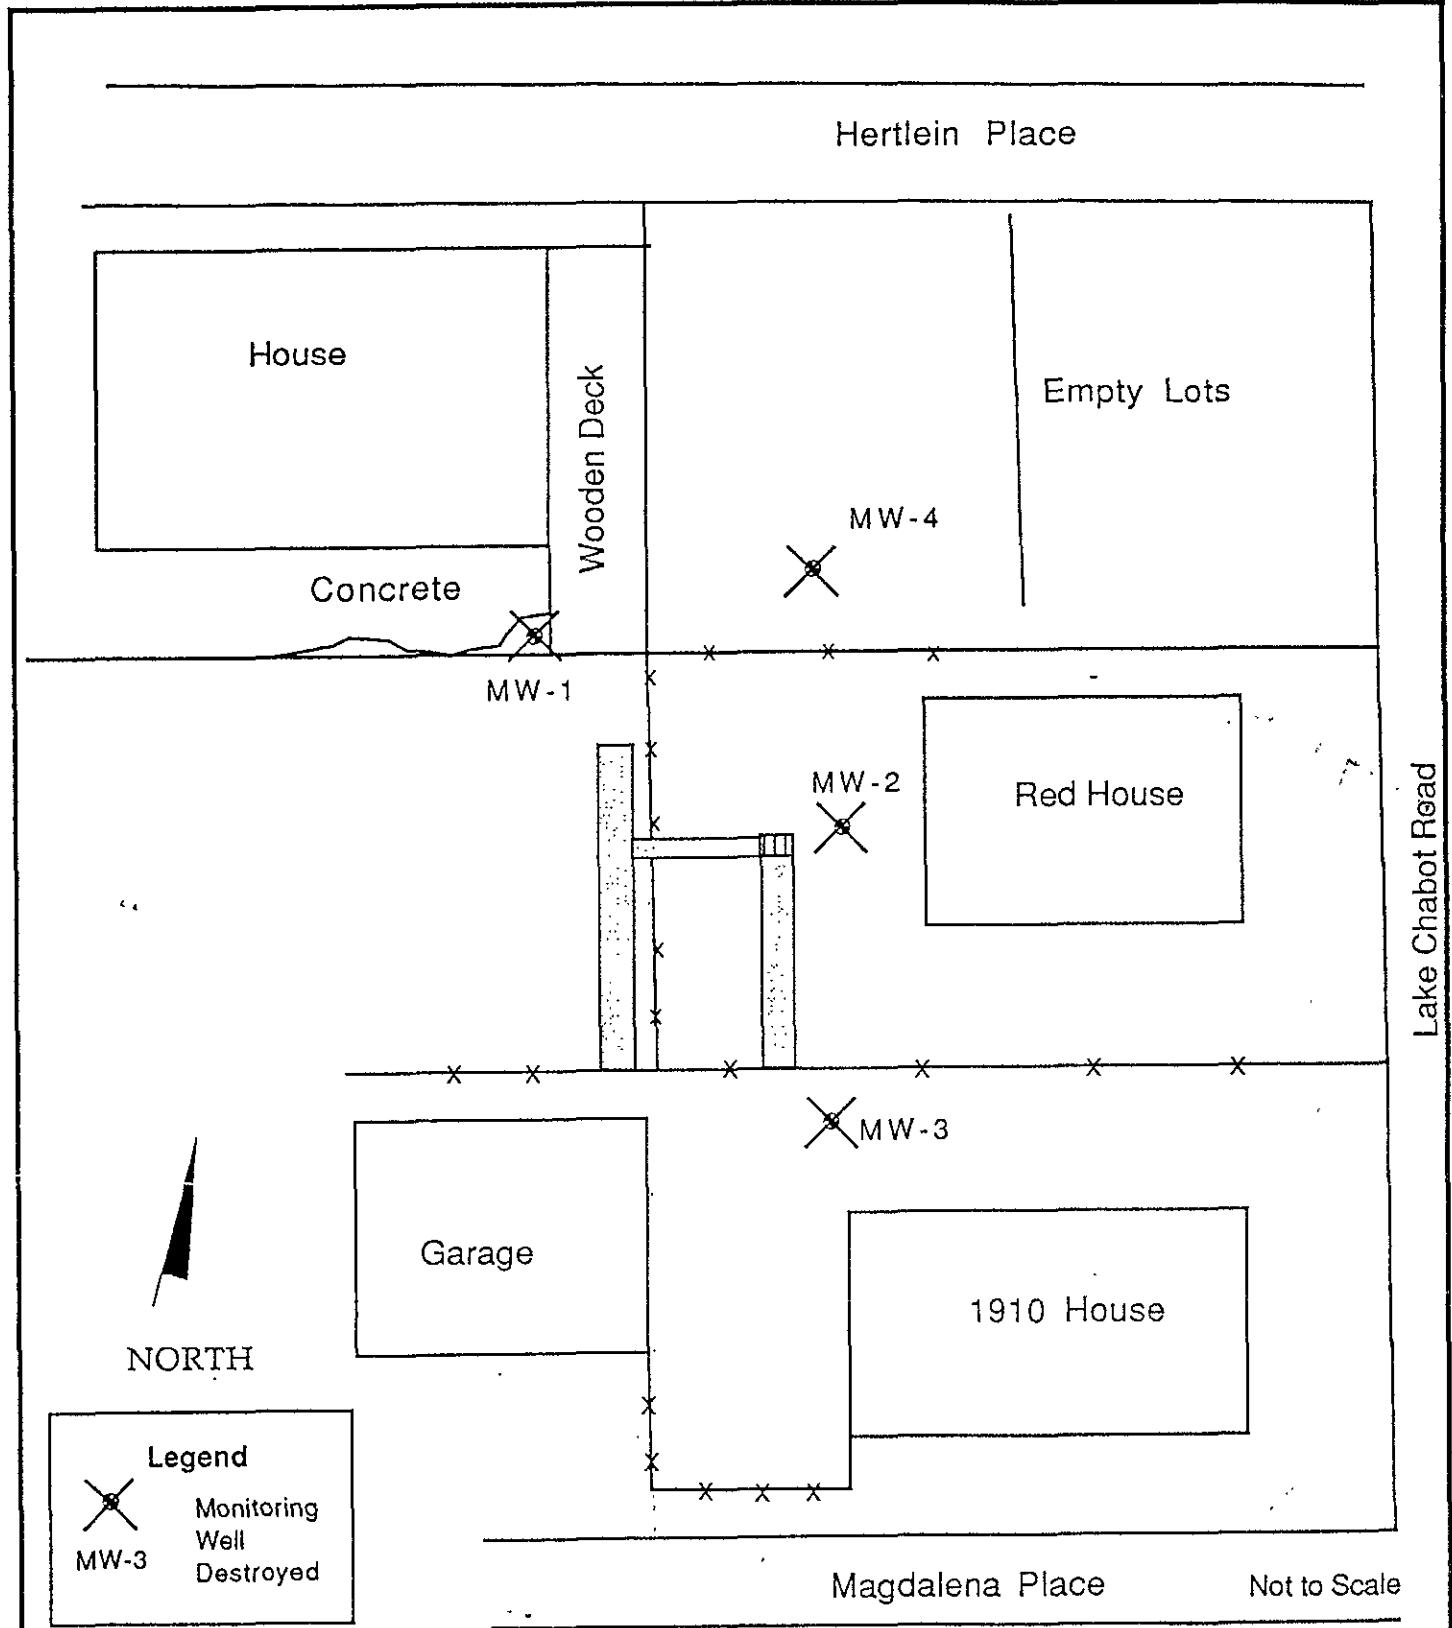 Hertlein Place
House
Wooden Deck
Empty Lots
MW-4
Concrete
MW-1
MW-2
Red House
Lake Chabot Road
MW-3
Garage
1910 House
NORTH
Legend
Monitoring
Well
Destroyed
MW-3
Magdalena Place
Not to Scale